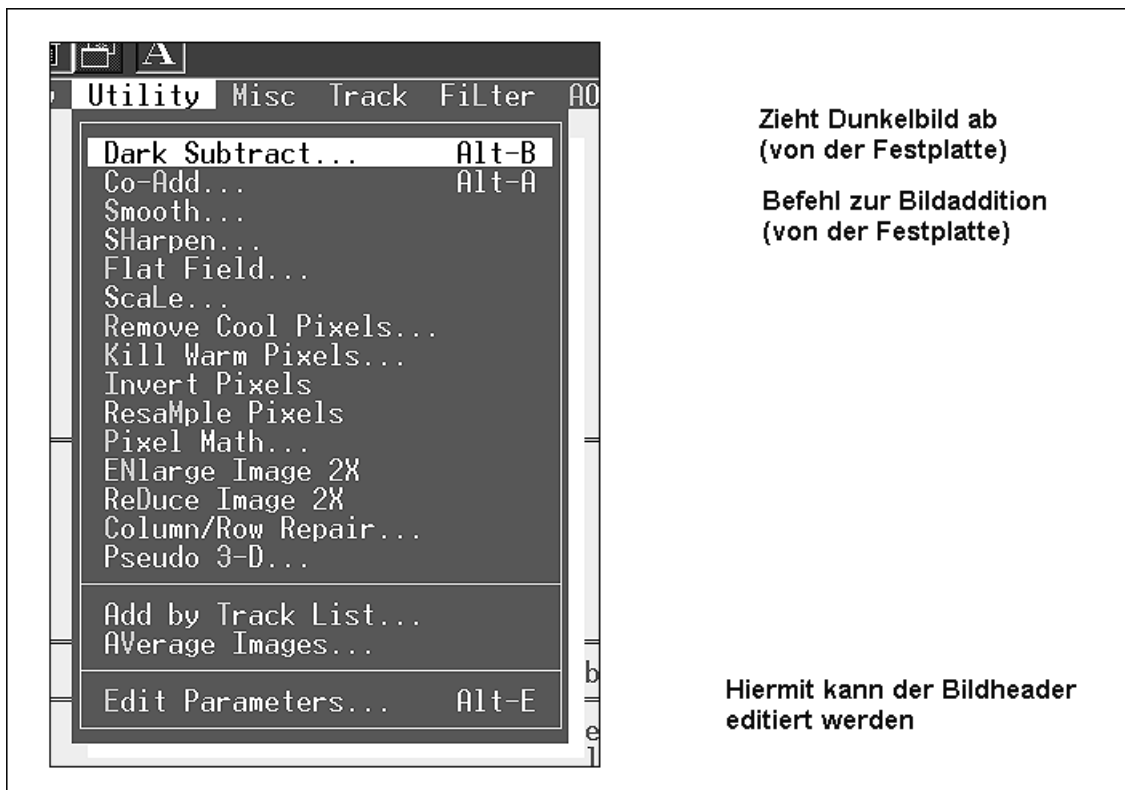 A
Utility Misc Track FiLter AO
Dark Subtract... Alt-B
Zieht Dunkelbild ab
(von der Festplatte)
Co-Add... Alt-A
Befehl zur Bildaddition
(von der Festplatte)
Smooth...
SHarpen...
Flat Field...
ScaLe...
Remove Cool Pixels...
Kill Warm Pixels...
Invert Pixels
ResaMple Pixels
Pixel Math...
ENlarge Image 2X
ReDuce Image 2X
Column/Row Repair...
Pseudo 3-D...
Add by Track List...
AVerage Images...
b
Edit Parameters... Alt-E
Hiermit kann der Bildheader
editiert werden
e
l